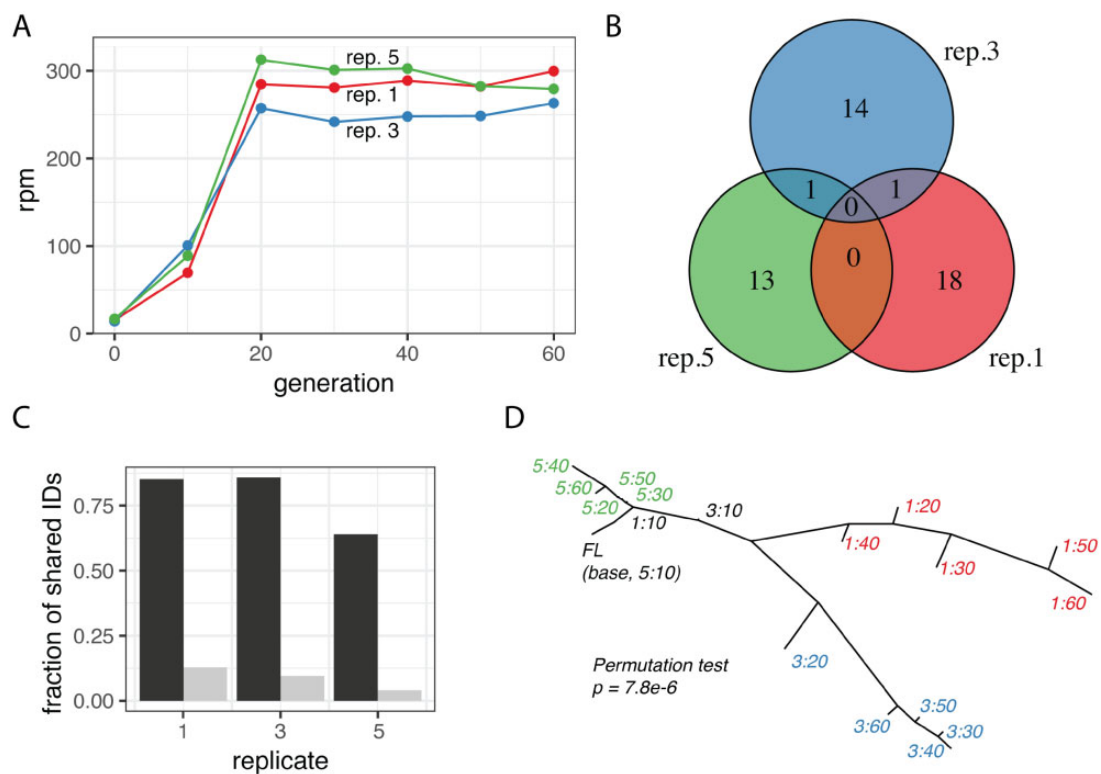 A
300
200
100
0
rpm
rep. 5
rep. 1
rep. 3
0
20
40
60
generation
B
rep.3
14
1
1
0
0
13
18
rep.5
rep.1
C
fraction of shared IDs
0.75
0.50
0.25
0.00
1
3
5
replicate
D
5:40
5:50
5:60
5:30
5:20
1:10
3:10
FL
(base, 5:10)
1:20
1:40
1:30
1:50
1:60
Permutation test
p = 7.8e-6
3:20
3:50
3:60
3:30
3:40